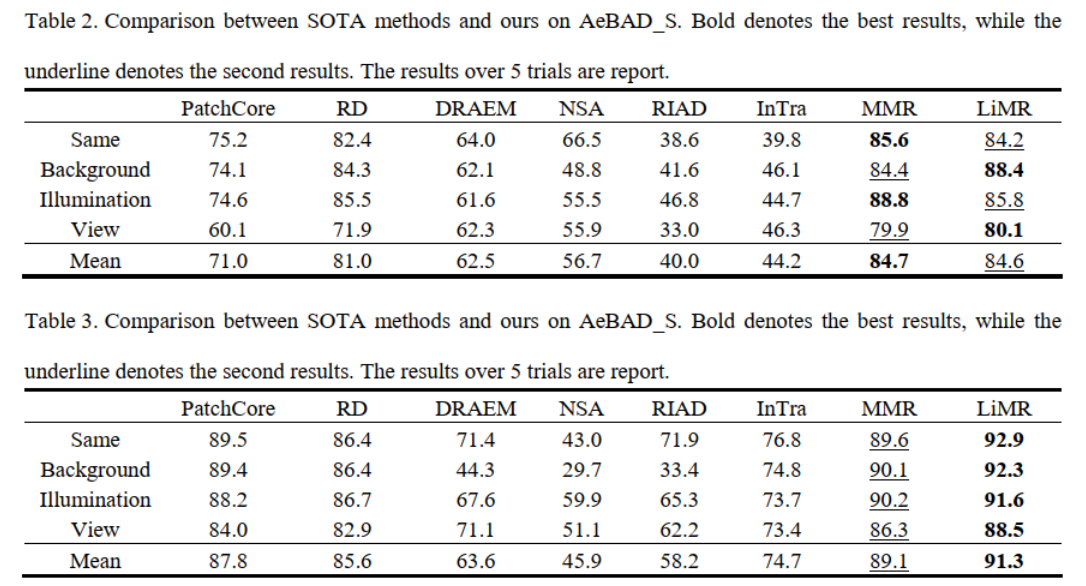 Table 2. Comparison between SOTA methods and ours on AeBAD_S. Bold denotes the best results, while the
underline denotes the second results. The results over 5 trials are report.
PatchCore RD DRAEM NSA RIAD InTra MMR LiMR
Same 75.2 82.4 64.0 66.5 38.6 39.8 85.6 84.2
Background 74.1 84.3 62.1 48.8 41.6 46.1 84.4 88.4
Illumination 74.6 85.5 61.6 55.5 46.8 44.7 88.8 85.8
View 60.1 71.9 62.3 55.9 33.0 46.3 79.9 80.1
Mean 71.0 81.0 62.5 56.7 40.0 44.2 84.7 84.6
Table 3. Comparison between SOTA methods and ours on AeBAD_S. Bold denotes the best results, while the
underline denotes the second results. The results over 5 trials are report.
PatchCore RD DRAEM NSA RIAD InTra MMR LiMR
Same 89.5 86.4 71.4 43.0 71.9 76.8 89.6 92.9
Background 89.4 86.4 44.3 29.7 33.4 74.8 90.1 92.3
Illumination 88.2 86.7 67.6 59.9 65.3 73.7 90.2 91.6
View 84.0 82.9 71.1 51.1 62.2 73.4 86.3 88.5
Mean 87.8 85.6 63.6 45.9 58.2 74.7 89.1 91.3